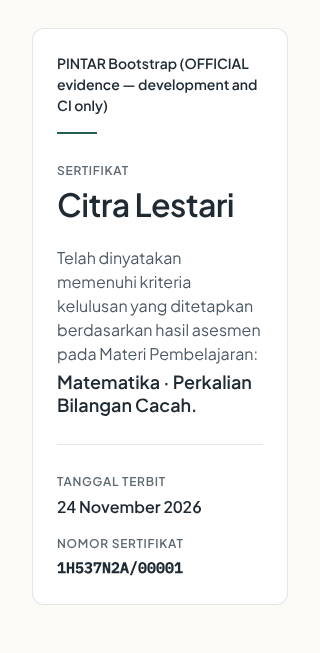 PINTAR Bootstrap (OFFICIAL
evidence — development and
CI only)
SERTIFIKAT
Citra Lestari
Telah dinyatakan
memenuhi kriteria
kelulusan yang ditetapkan
berdasarkan hasil asesmen
pada Materi Pembelajaran:
Matematika · Perkalian
Bilangan Cacah.
TANGGAL TERBIT
24 November 2026
NOMOR SERTIFIKAT
1H537N2A/00001